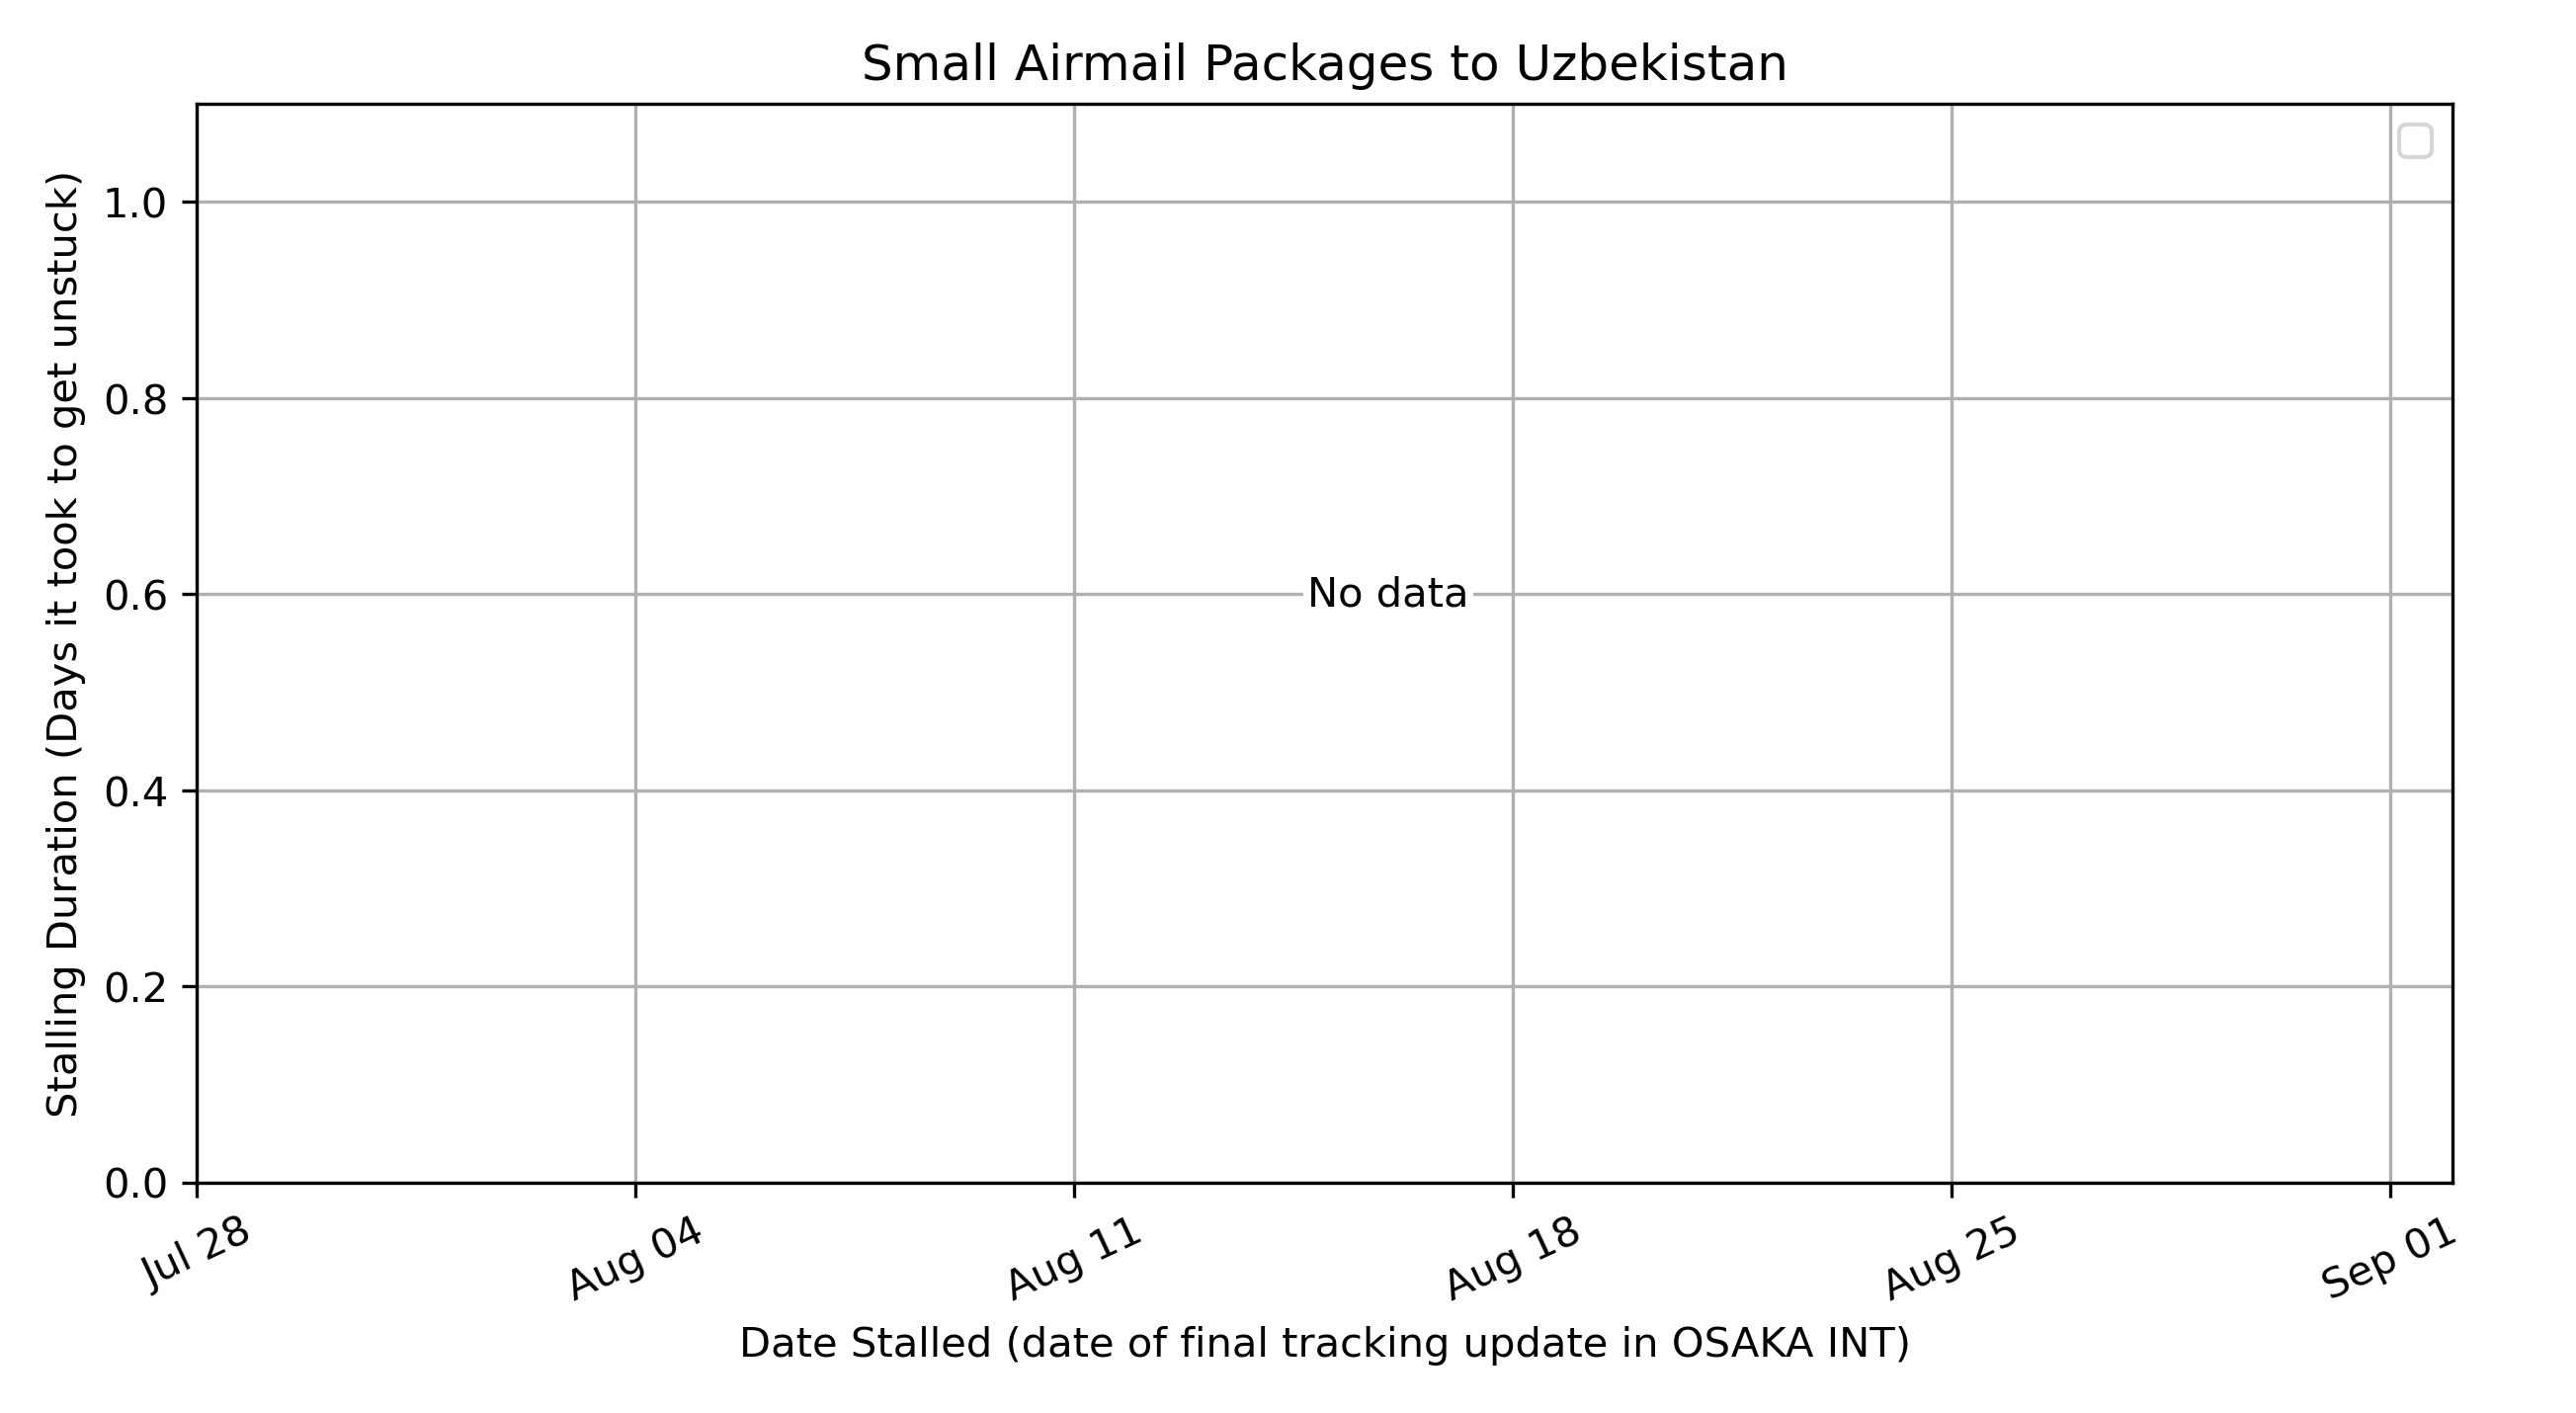 Small Airmail Packages to Uzbekistan
Stalling Duration (Days it took to get unstuck)
1.0
0.8
0.6
0.4
0.2
0.0
No data
Jul 28
Aug 04
Aug 11
Aug 18
Aug 25
Sep 01
Date Stalled (date of final tracking update in OSAKA INT)